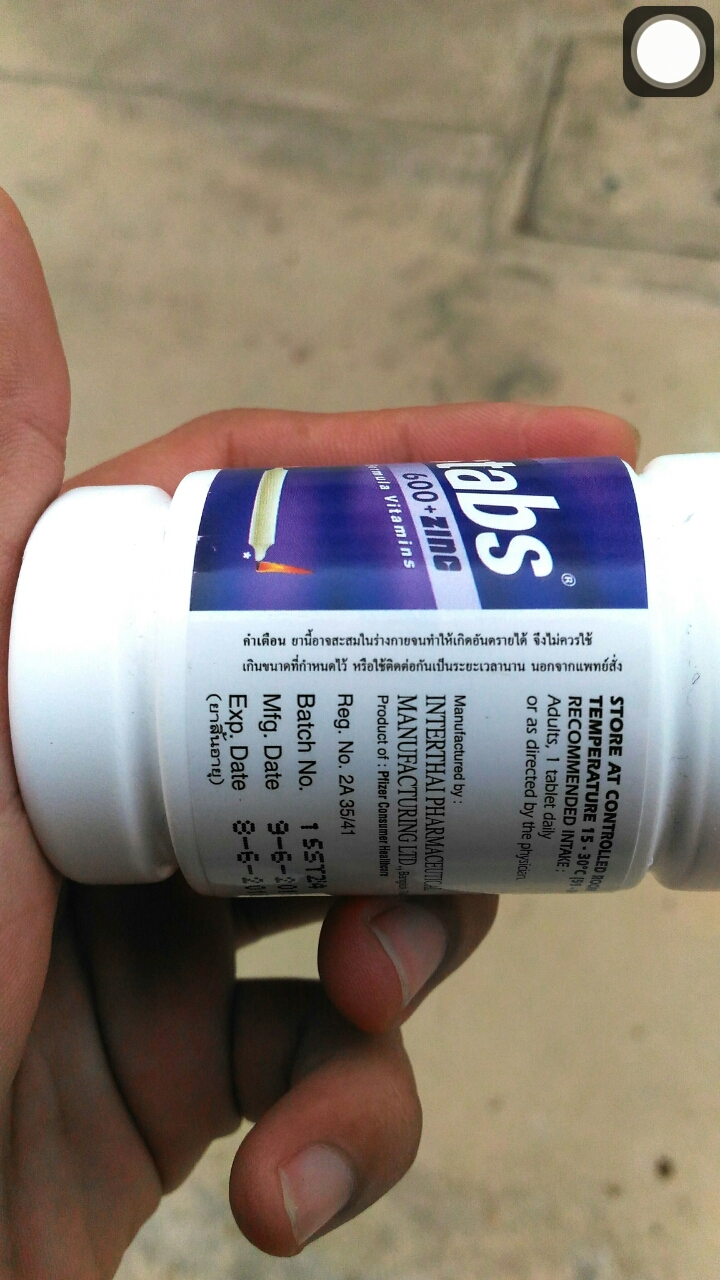 tabs®
600+zinc
Vitamins
*
คำเตือน ยานี้อาจสะสมในร่างกายจนทำให้เกิดอันตรายได้ จึงไม่ควรใช้
เกินขนาดที่กำหนดไว้ หรือใช้ติดต่อกันเป็นระยะเวลานาน นอกจากแพทย์สั่ง
STORE AT CONTROLLED
TEMPERATURE 15 - 30°C
RECOMMENDED INTAKE :
Adults, 1 tablet daily
or as directed by the physician.
Manufactured by :
INTERTHAI PHARMACEUTICAL
MANUFACTURING LTD.,
Product of : Pfizer Consumer Healthcare
Reg. No. 2A 35/41
Batch No.
Mfg. Date 9-6-20
Exp. Date 8-6-20
(ยาสิ้นอายุ)